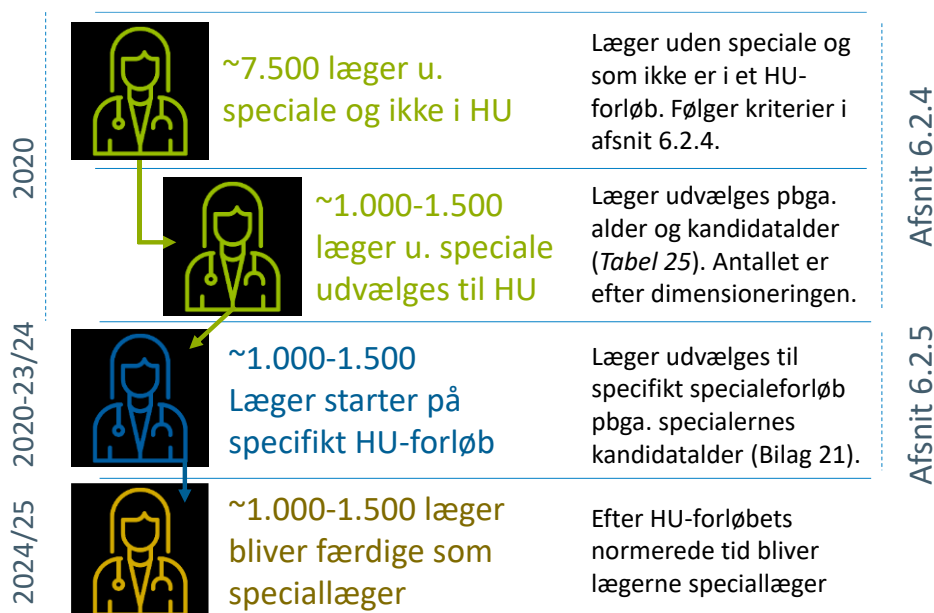 2020
~7.500 læger u.
speciale og ikke i HU
Læger uden speciale og
som ikke er i et HU-
forløb. Følger kriterier i
afsnit 6.2.4.
Afsnit 6.2.4
~1.000-1.500
læger u. speciale
udvælges til HU
Læger udvælges pbga.
alder og kandidatalder
(Tabel 25). Antallet er
efter dimensioneringen.
2020-23/24
~1.000-1.500
Læger starter på
specifikt HU-forløb
Læger udvælges til
specifikt specialeforløb
pbga. specialernes
kandidatalder (Bilag 21).
Afsnit 6.2.5
2024/25
~1.000-1.500 læger
bliver færdige som
speciallæger
Efter HU-forløbets
normerede tid bliver
lægerne speciallæger